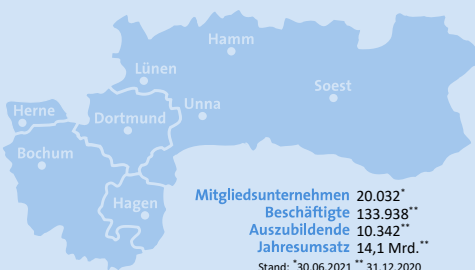 Hamm
Lünen
Soest
Unna
Herne
Dortmund
Bochum
Hagen
Mitgliedsunternehmen 20.032*
Beschäftigte 133.938**
Auszubildende 10.342**
Jahresumsatz 14,1 Mrd.**
Stand: *30.06.2021 **31.12.2020